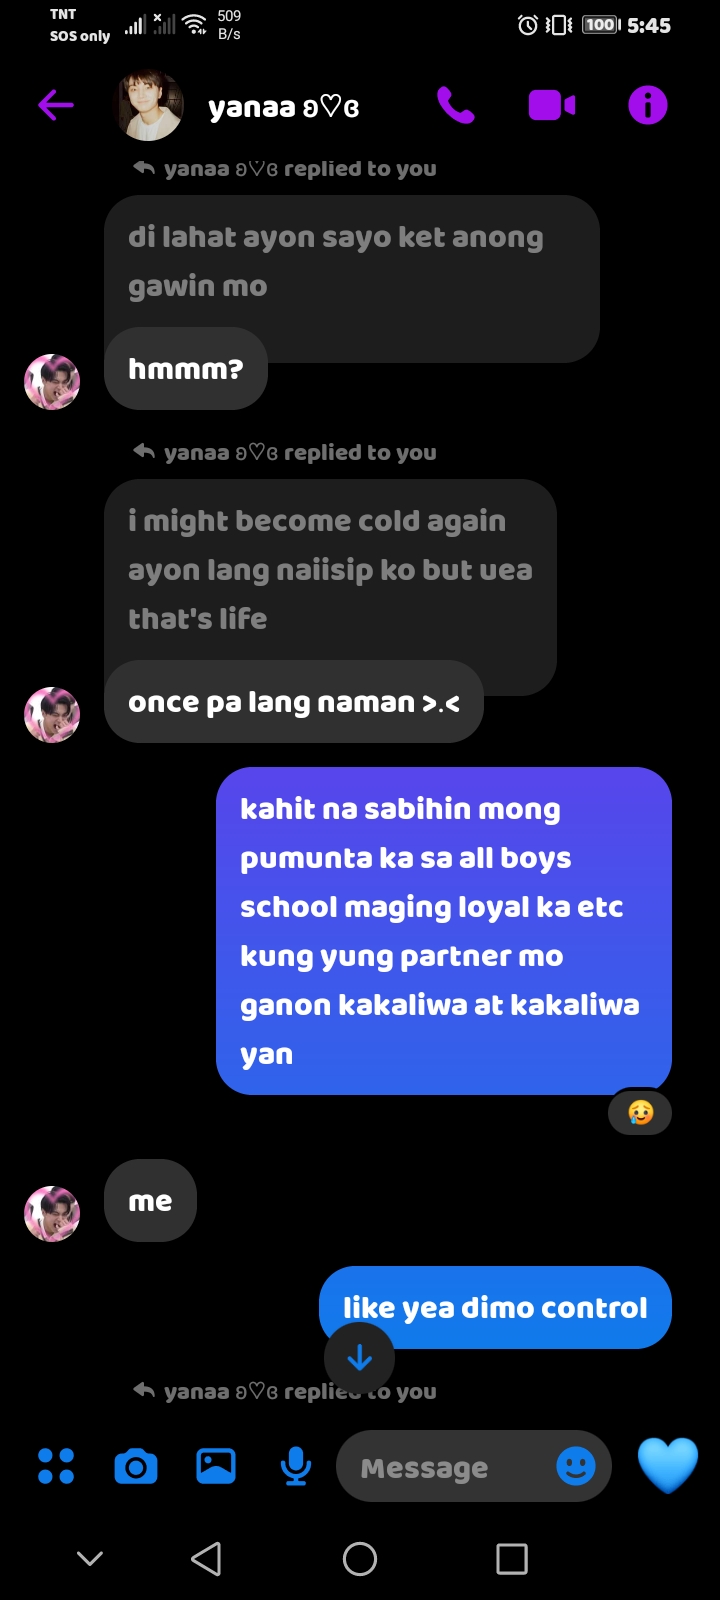 TNT
SOS only
509
B/s
100
5:45
yanaa ʚ♡ɞ
yanaa ʚ♡ɞ replied to you
di lahat ayon sayo ket anong
gawin mo
hmmm?
yanaa ʚ♡ɞ replied to you
i might become cold again
ayon lang naiisip ko but uea
that's life
once pa lang naman >.<
kahit na sabihin mong
pumunta ka sa all boys
school maging loyal ka etc
kung yung partner mo
ganon kakaliwa at kakaliwa
yan
me
like yea dimo control
yanaa ʚ♡ɞ replied to you
Message